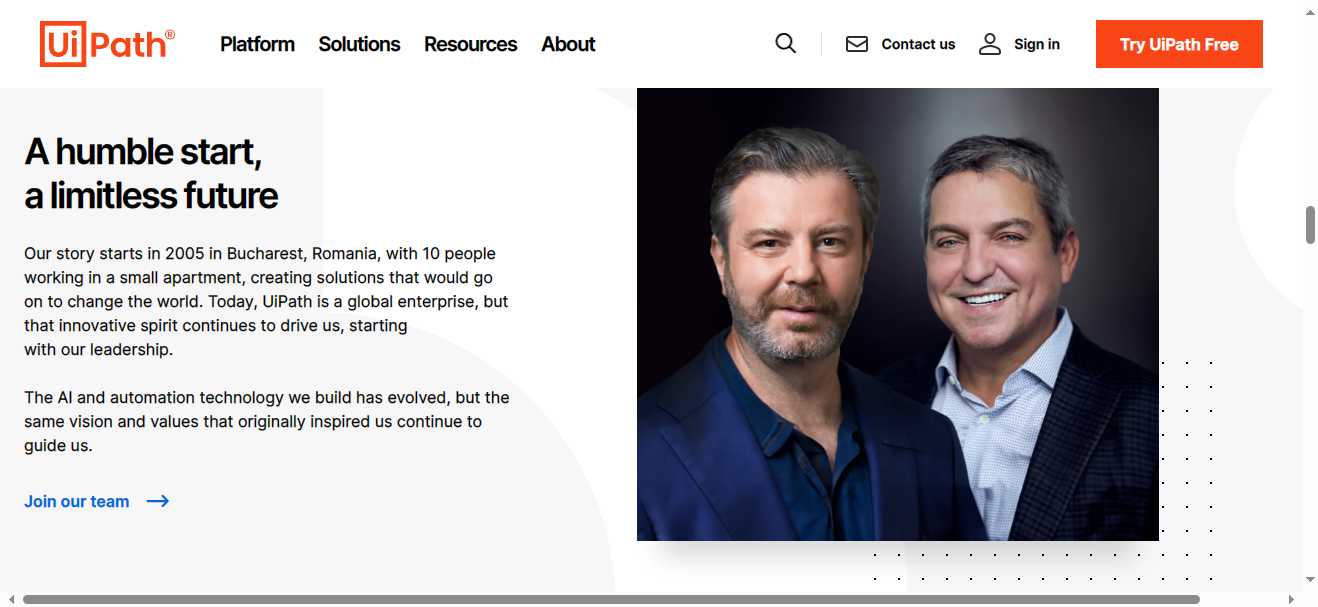 UiPath®
Platform
Solutions
Resources
About
Contact us
Sign in
Try UiPath Free
A humble start,
a limitless future
Our story starts in 2005 in Bucharest, Romania, with 10 people
working in a small apartment, creating solutions that would go
on to change the world. Today, UiPath is a global enterprise, but
that innovative spirit continues to drive us, starting
with our leadership.
The AI and automation technology we build has evolved, but the
same vision and values that originally inspired us continue to
guide us.
Join our team